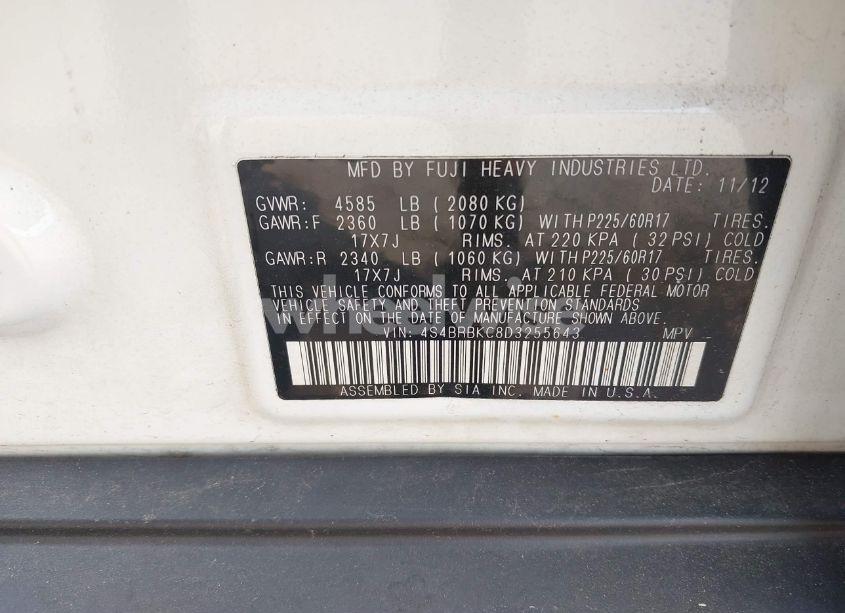 MFD BY FUJI HEAVY INDUSTRIES LTD.
DATE: 11/12
GVWR: 4585 LB ( 2080 KG)
GAWR:F 2360 LB ( 1070 KG) WITH P225/60R17 TIRES.
17X7J RIMS. AT 220 KPA ( 32 PSI) COLD
GAWR:R 2340 LB ( 1060 KG) WITH P225/60R17 TIRES.
17X7J RIMS. AT 210 KPA ( 30 PSI) COLD
THIS VEHICLE CONFORMS TO ALL APPLICABLE FEDERAL MOTOR
VEHICLE SAFETY AND THEFT PREVENTION STANDARDS
IN EFFECT ON THE DATE OF MANUFACTURE SHOWN ABOVE.
VIN: 4S4BRBKC8D3255643 MPV
ASSEMBLED BY SIA INC. MADE IN U.S.A.